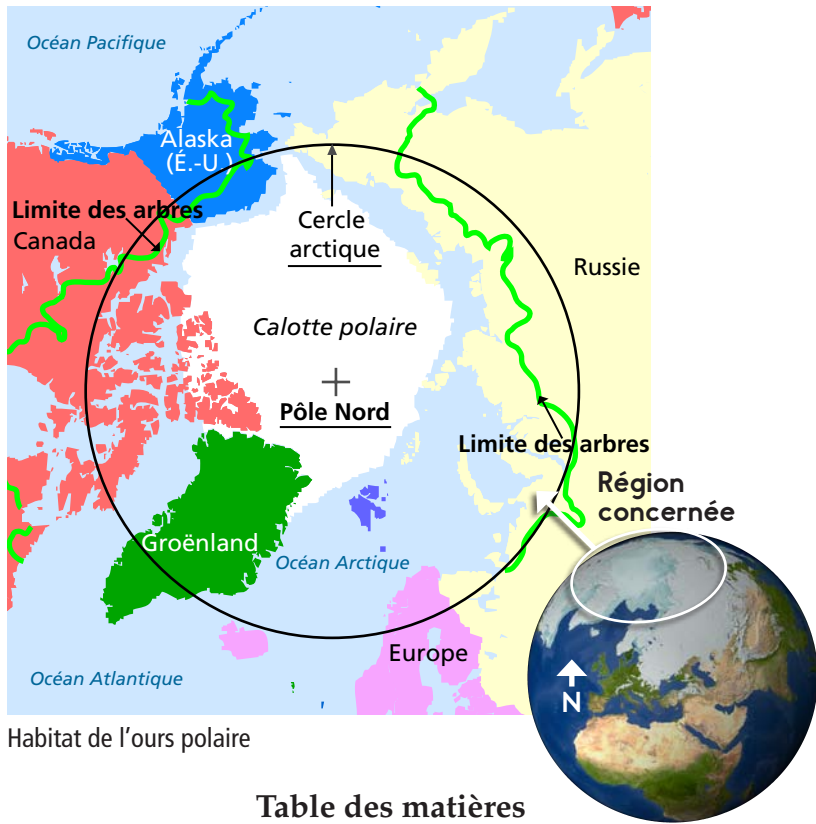 Océan Pacifique
Alaska
(É.-U.)
Limite des arbres
Canada
Cercle
arctique
Russie
Calotte polaire
Pôle Nord
Limite des arbres
Région
concernée
Groënland
Océan Arctique
Europe
Océan Atlantique
N
Habitat de l'ours polaire
Table des matières